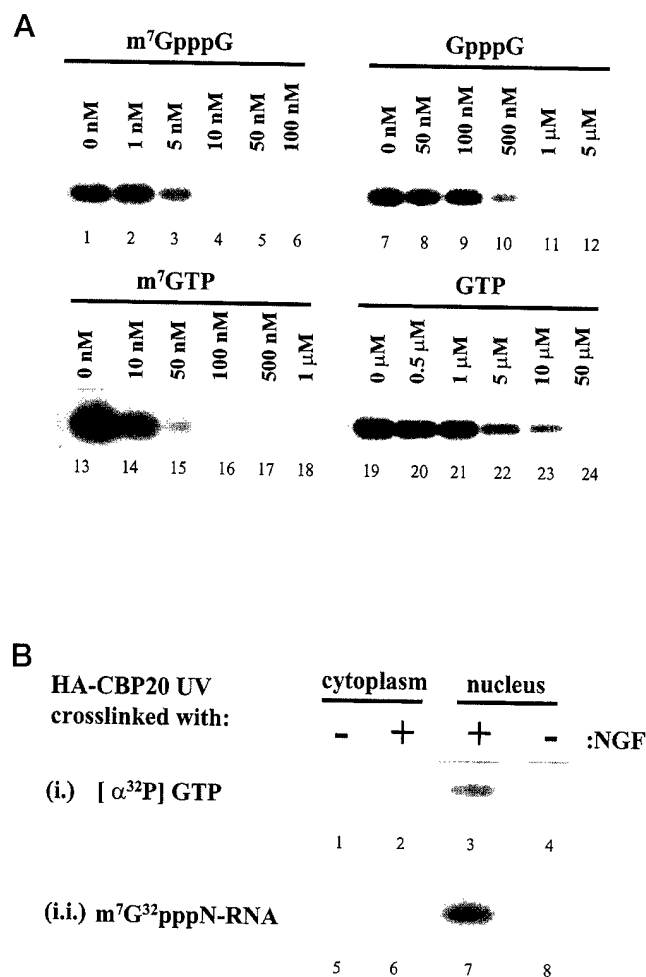 A
m⁷GpppG
GpppG
0 nM 1 nM 5 nM 10 nM 50 nM 100 nM
0 nM 50 nM 100 nM 500 nM 1 µM 5 µM
1 2 3 4 5 6
7 8 9 10 11 12
m⁷GTP
GTP
0 nM 10 nM 50 nM 100 nM 500 nM 1 µM
0 µM 0.5 µM 1 µM 5 µM 10 µM 50 µM
13 14 15 16 17 18
19 20 21 22 23 24
B
HA-CBP20 UV
crosslinked with:
cytoplasm nucleus
- + + - :NGF
(i.) [ α³²P] GTP
1 2 3 4
(i.i.) m⁷G³²pppN-RNA
5 6 7 8